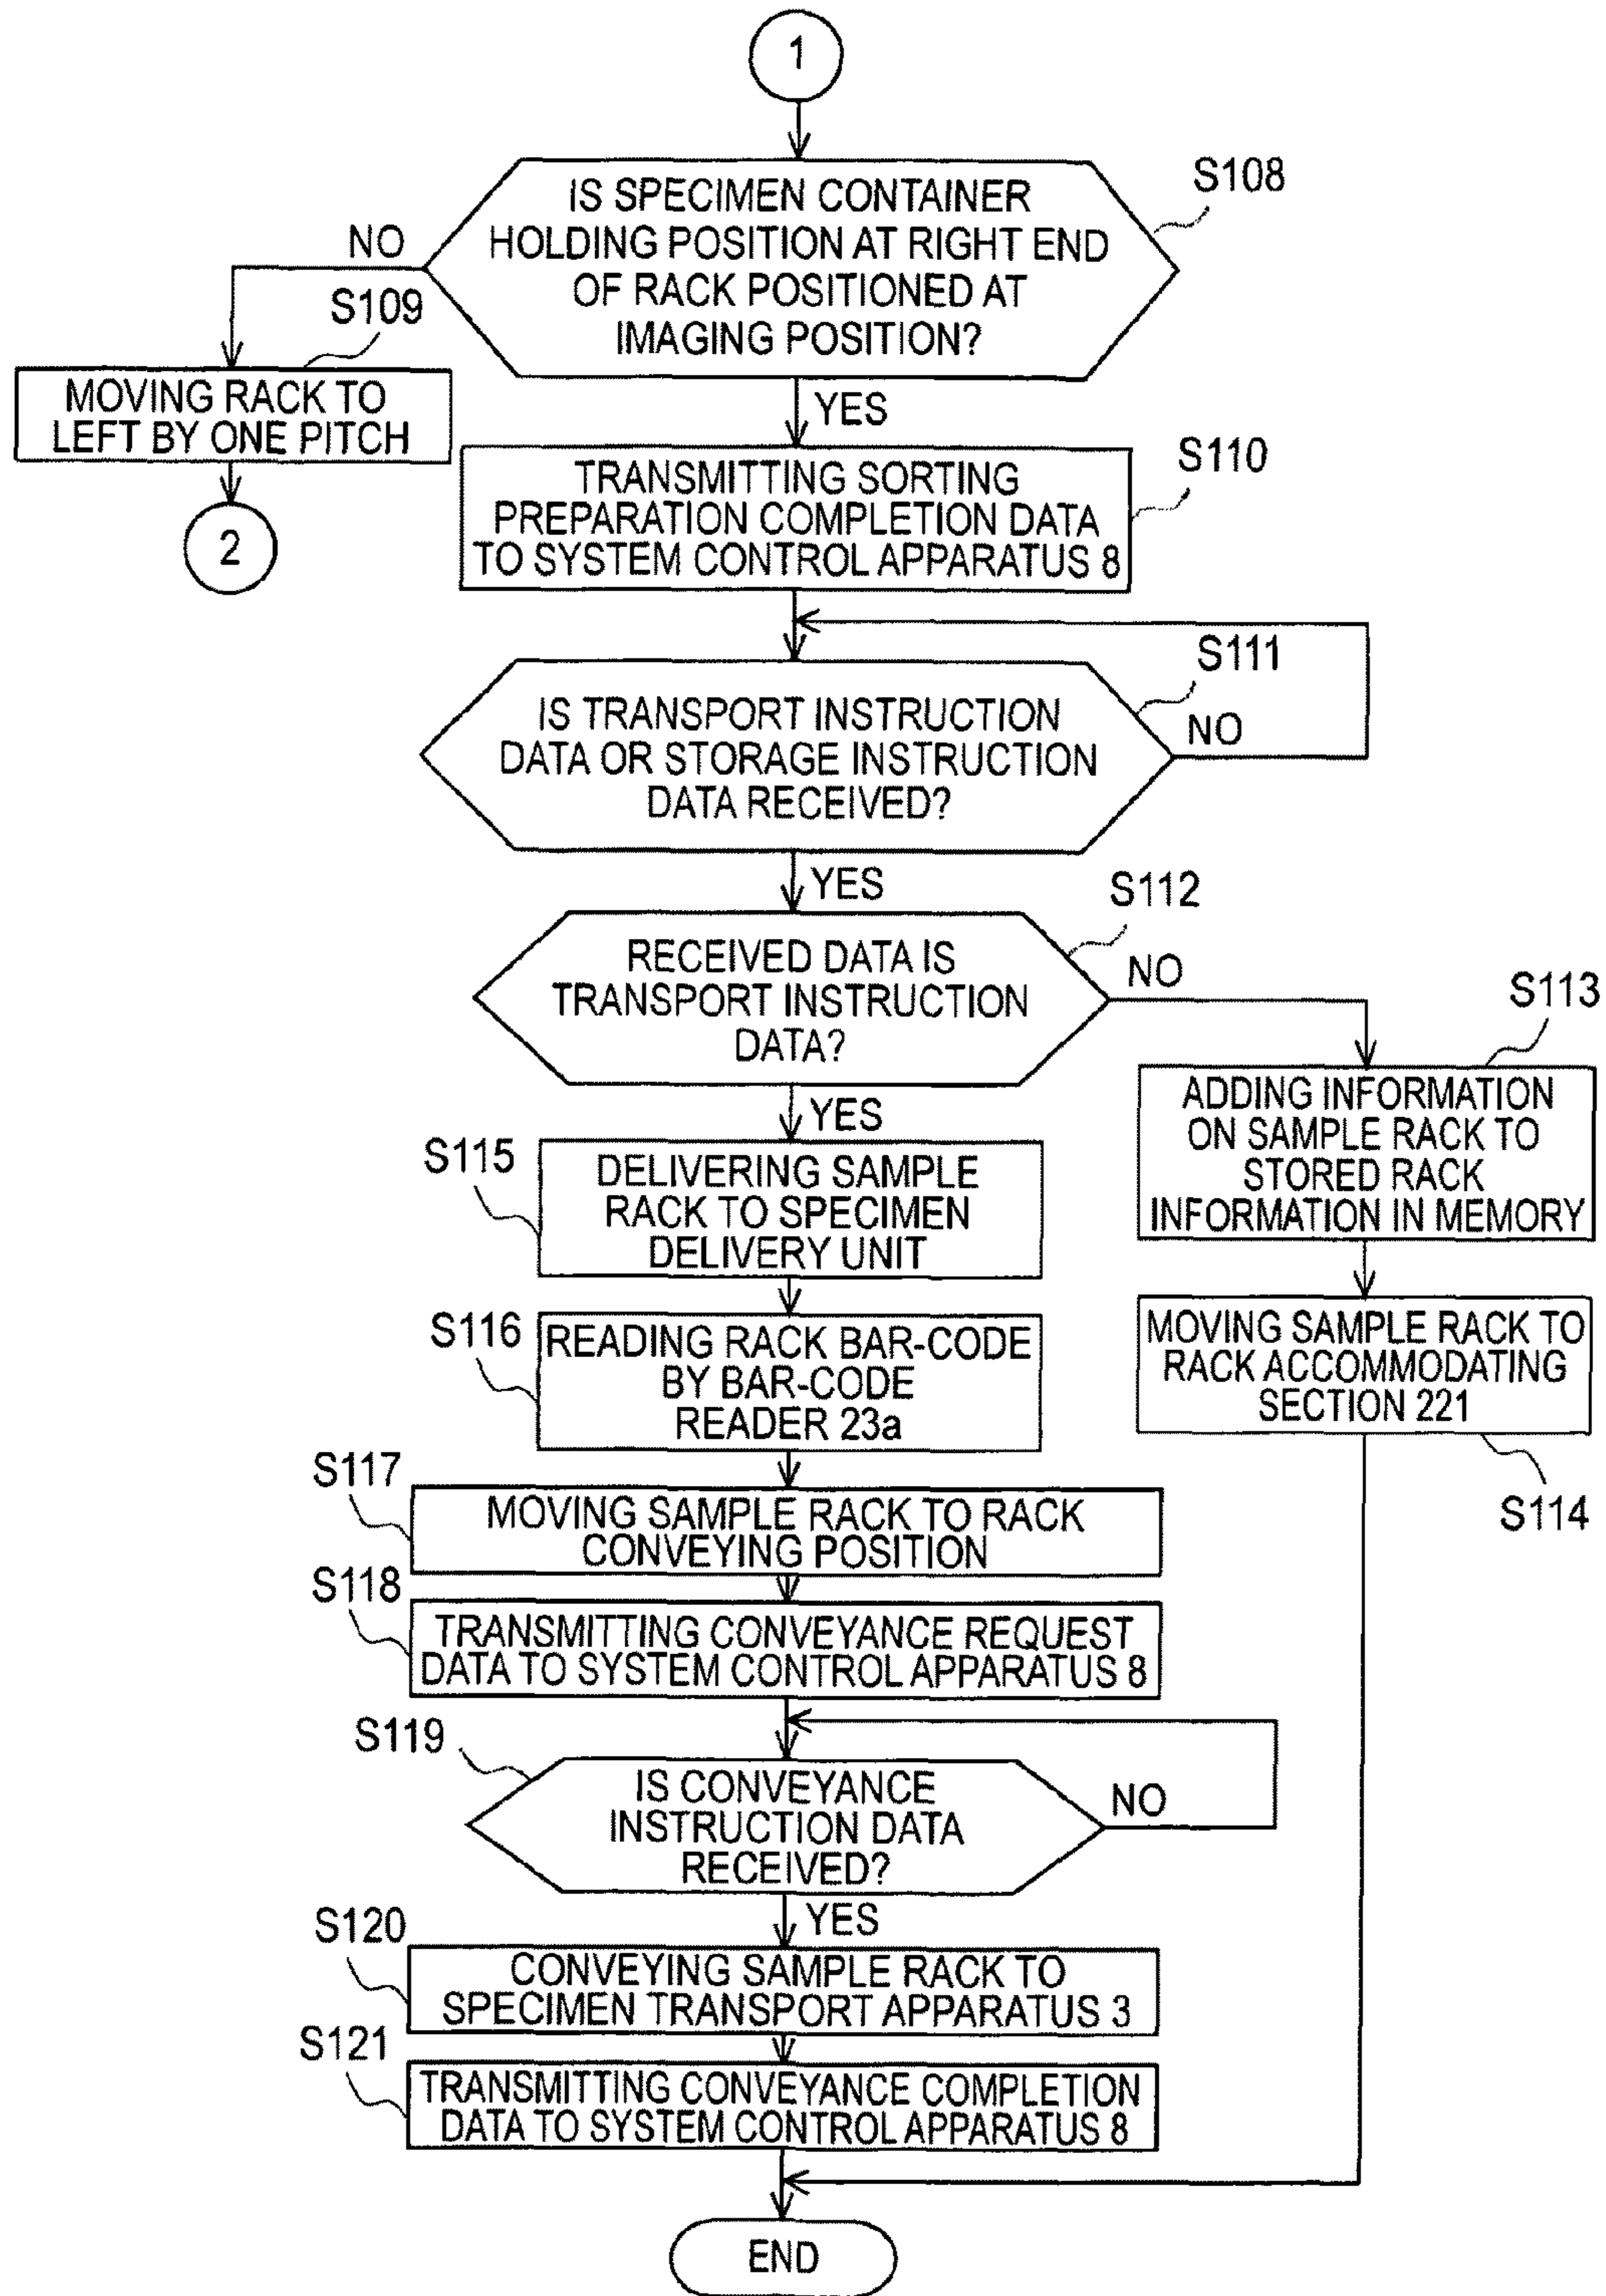 1
IS SPECIMEN CONTAINER
HOLDING POSITION AT RIGHT END
OF RACK POSITIONED AT
IMAGING POSITION?
S108
NO
S109
MOVING RACK TO
LEFT BY ONE PITCH
2
YES
TRANSMITTING SORTING
PREPARATION COMPLETION DATA
TO SYSTEM CONTROL APPARATUS 8
S110
IS TRANSPORT INSTRUCTION
DATA OR STORAGE INSTRUCTION
DATA RECEIVED?
S111
NO
YES
RECEIVED DATA IS
TRANSPORT INSTRUCTION
DATA?
S112
NO
S113
ADDING INFORMATION
ON SAMPLE RACK TO
STORED RACK
INFORMATION IN MEMORY
MOVING SAMPLE RACK TO
RACK ACCOMMODATING
SECTION 221
S114
YES
S115
DELIVERING SAMPLE
RACK TO SPECIMEN
DELIVERY UNIT
S116
READING RACK BAR-CODE
BY BAR-CODE
READER 23a
S117
MOVING SAMPLE RACK TO RACK
CONVEYING POSITION
S118
TRANSMITTING CONVEYANCE REQUEST
DATA TO SYSTEM CONTROL APPARATUS 8
S119
IS CONVEYANCE
INSTRUCTION DATA
RECEIVED?
NO
YES
S120
CONVEYING SAMPLE RACK TO
SPECIMEN TRANSPORT APPARATUS 3
S121
TRANSMITTING CONVEYANCE COMPLETION
DATA TO SYSTEM CONTROL APPARATUS 8
END